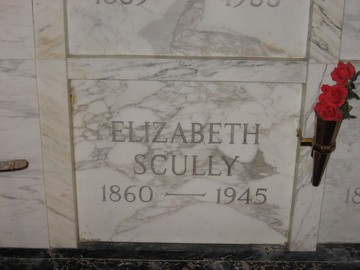 ELIZABETH
SCULLY
1860 — 1945